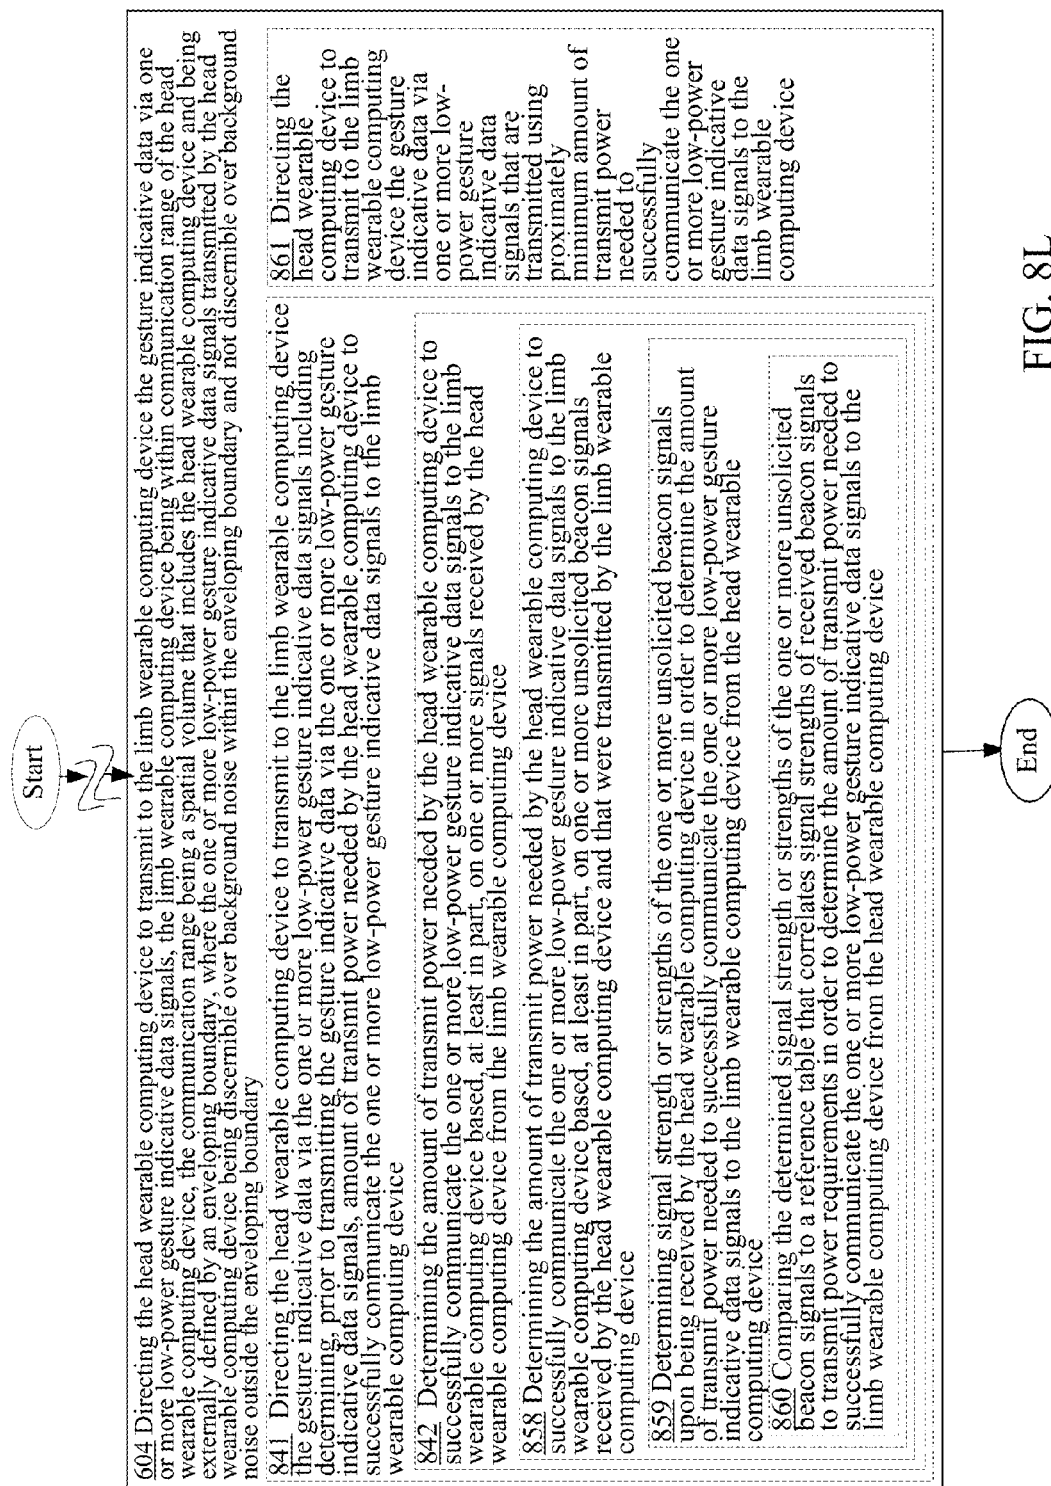 Start
604 Directing the head wearable computing device to transmit to the limb wearable computing device the gesture indicative data via one
or more low-power gesture indicative data signals, the limb wearable computing device being within communication range of the head
wearable computing device, the communication range being a spatial volume that includes the head wearable computing device and being
externally defined by an enveloping boundary, where the one or more low-power gesture indicative data signals transmitted by the head
wearable computing device being discernible over background noise within the enveloping boundary and not discernible over background
noise outside the enveloping boundary
841 Directing the head wearable computing device to transmit to the limb wearable computing device
the gesture indicative data via the one or more low-power gesture indicative data signals including
determining, prior to transmitting the gesture indicative data via the one or more low-power gesture
indicative data signals, amount of transmit power needed by the head wearable computing device to
successfully communicate the one or more low-power gesture indicative data signals to the limb
wearable computing device
842 Determining the amount of transmit power needed by the head wearable computing device to
successfully communicate the one or more low-power gesture indicative data signals to the limb
wearable computing device based, at least in part, on one or more signals received by the head
wearable computing device from the limb wearable computing device
858 Determining the amount of transmit power needed by the head wearable computing device to
successfully communicate the one or more low-power gesture indicative data signals to the limb
wearable computing device based, at least in part, on one or more unsolicited beacon signals
received by the head wearable computing device and that were transmitted by the limb wearable
computing device
859 Determining signal strength or strengths of the one or more unsolicited beacon signals
upon being received by the head wearable computing device in order to determine the amount
of transmit power needed to successfully communicate the one or more low-power gesture
indicative data signals to the limb wearable computing device from the head wearable
computing device
860 Comparing the determined signal strength or strengths of the one or more unsolicited
beacon signals to a reference table that correlates signal strengths of received beacon signals
to transmit power requirements in order to determine the amount of transmit power needed to
successfully communicate the one or more low-power gesture indicative data signals to the
limb wearable computing device from the head wearable computing device
861 Directing the
head wearable
computing device to
transmit to the limb
wearable computing
device the gesture
indicative data via
one or more low-
power gesture
indicative data
signals that are
transmitted using
proximately
minimum amount of
transmit power
needed to
successfully
communicate the one
or more low-power
gesture indicative
data signals to the
limb wearable
computing device
End
FIG. 8L